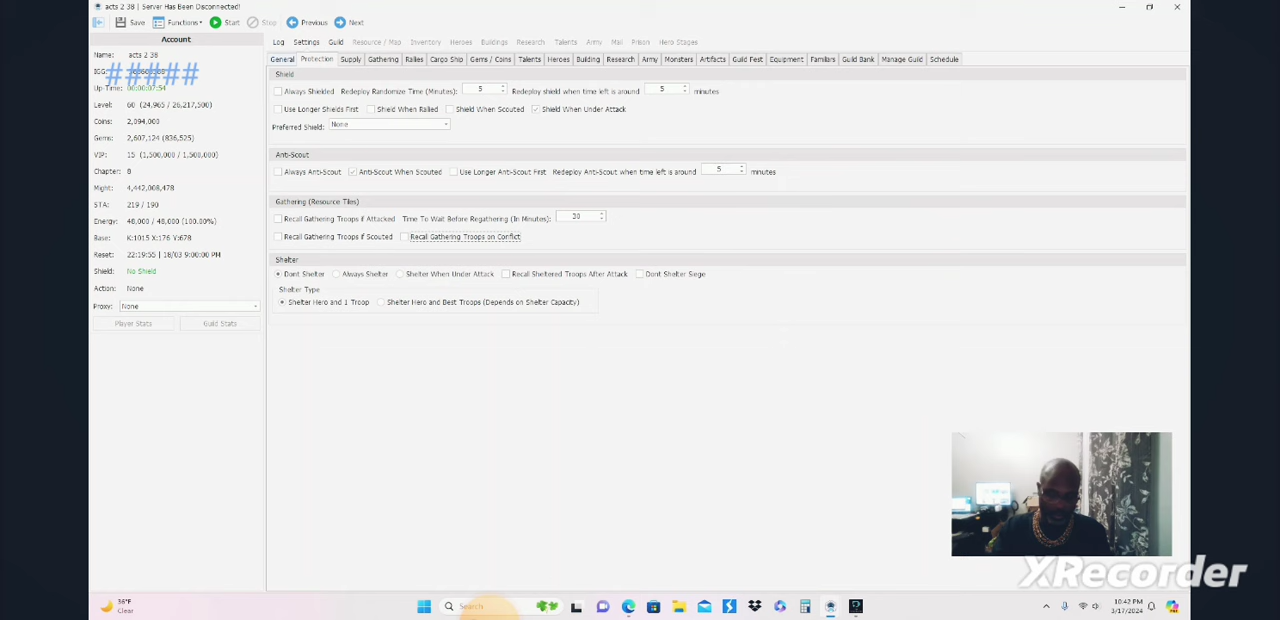 acts 2 38 | Server Has Been Disconnected!
Save Functions Start Stop Previous Next
Account
Name: acts 2 38
IGG:
#####
Up-Time: 00:00:07:54
Level: 60 (24,965 / 26,217,500)
Coins: 2,094,000
Gems: 2,607,124 (836,525)
VIP: 15 (1,500,000 / 1,500,000)
Chapter: 8
Might: 4,442,008,478
STA: 219 / 190
Energy: 48,000 / 48,000 (100.00%)
Base: K:1015 X:176 Y:678
Reset: 22:19:55 | 18/03 9:00:00 PM
Shield: No Shield
Action: None
Proxy: None
Player Stats Guild Stats
Log Settings Guild Resource / Map Inventory Heroes Buildings Research Talents Army Mail Prison Hero Stages
General Protection Supply Gathering Rallies Cargo Ship Gems / Coins Talents Heroes Building Research Army Monsters Artifacts Guild Fest Equipment Familiars Guild Bank Manage Guild Schedule
Shield
Always Shielded Redeploy Randomize Time (Minutes): 5 Redeploy shield when time left is around 5 minutes
Use Longer Shields First Shield When Rallied Shield When Scouted Shield When Under Attack
Preferred Shield: None
Anti-Scout
Always Anti-Scout Anti-Scout When Scouted Use Longer Anti-Scout First Redeploy Anti-Scout when time left is around 5 minutes
Gathering (Resource Tiles)
Recall Gathering Troops if Attacked Time To Wait Before Regathering (In Minutes): 30
Recall Gathering Troops if Scouted Recall Gathering Troops on Conflict
Shelter
Dont Shelter Always Shelter Shelter When Under Attack Recall Sheltered Troops After Attack Dont Shelter Siege
Shelter Type
Shelter Hero and 1 Troop Shelter Hero and Best Troops (Depends on Shelter Capacity)
XRecorder
36°F
Clear
Search
10:42 PM
3/17/2024